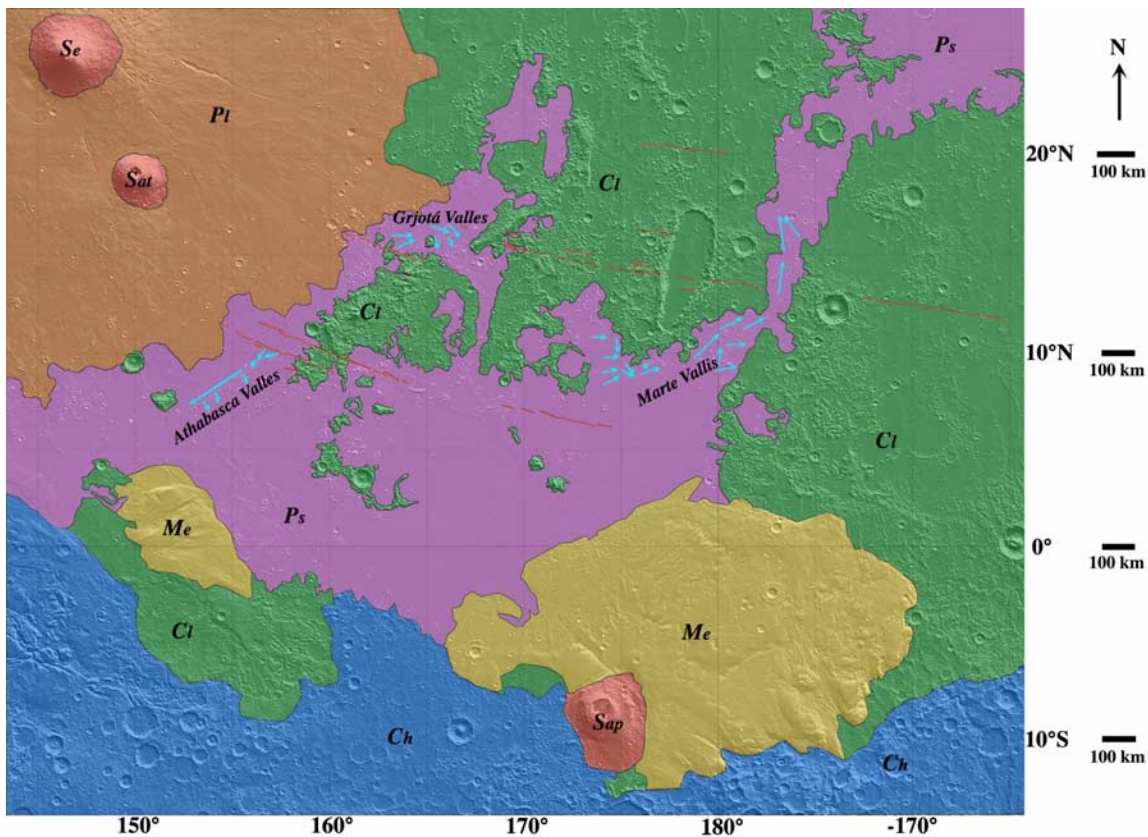 Se
Ps
N
Pl
20°N
100 km
Sat
Cl
Grjotá Valles
Cl
10°N
100 km
Athabasca Valles
Marte Vallis
Cl
Me
Ps
0°
100 km
Cl
Me
Sap
Ch
10°S
100 km
Ch
150° 160° 170° 180° -170°